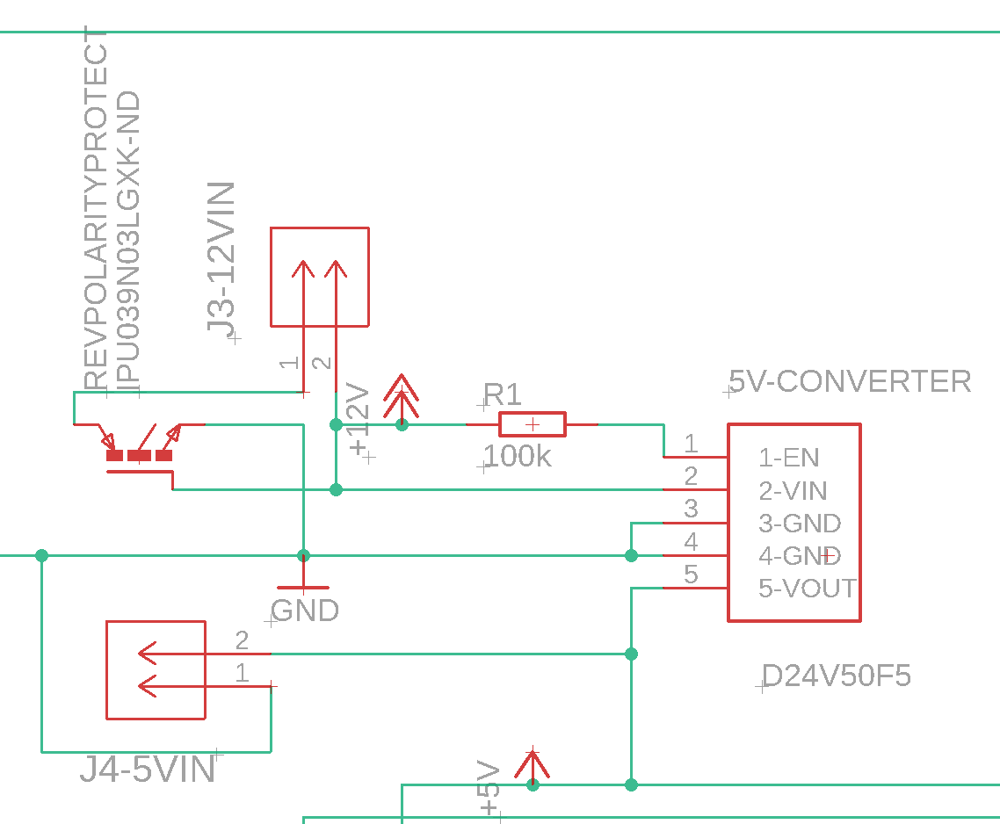 REVPOLARITYPROTECT
IPU039N03LGXK-ND
J3-12VIN
1
2
+12V
R1
100k
5V-CONVERTER
1
1-EN
2
2-VIN
3
3-GND
4
4-GND
5
5-VOUT
D24V50F5
GND
2
1
J4-5VIN
+5V